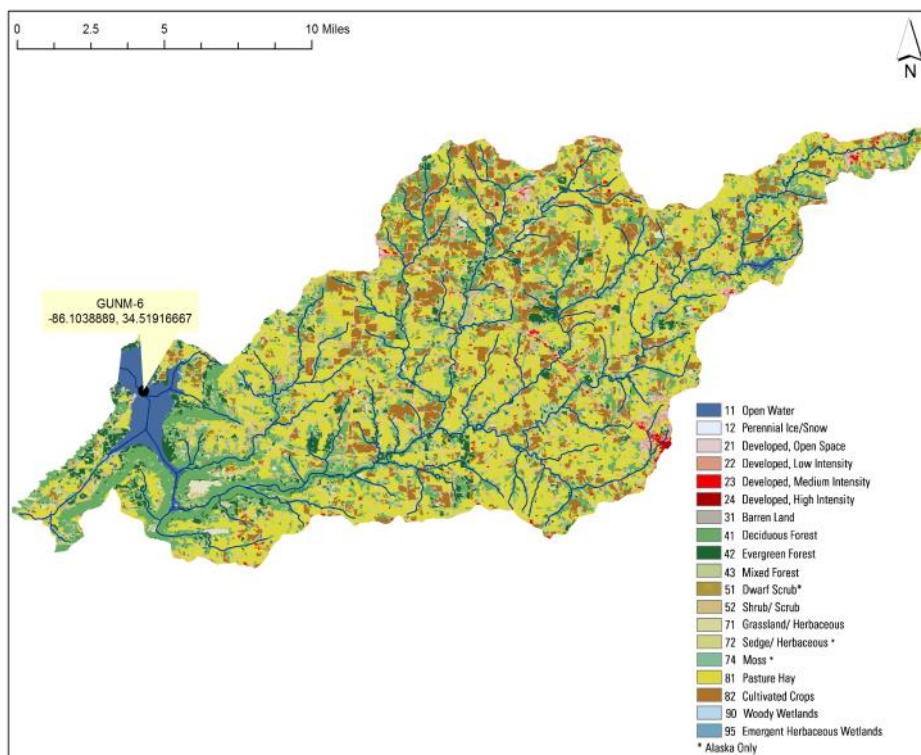 0 2.5 5 10 Miles
N
GUNM-6
-86.1038889, 34.51916667
11 Open Water
12 Perennial Ice/Snow
21 Developed, Open Space
22 Developed, Low Intensity
23 Developed, Medium Intensity
24 Developed, High Intensity
31 Barren Land
41 Deciduous Forest
42 Evergreen Forest
43 Mixed Forest
51 Dwarf Scrub*
52 Shrub/ Scrub
71 Grassland/ Herbaceous
72 Sedge/ Herbaceous *
74 Moss *
81 Pasture Hay
82 Cultivated Crops
90 Woody Wetlands
95 Emergent Herbaceous Wetlands
* Alaska Only